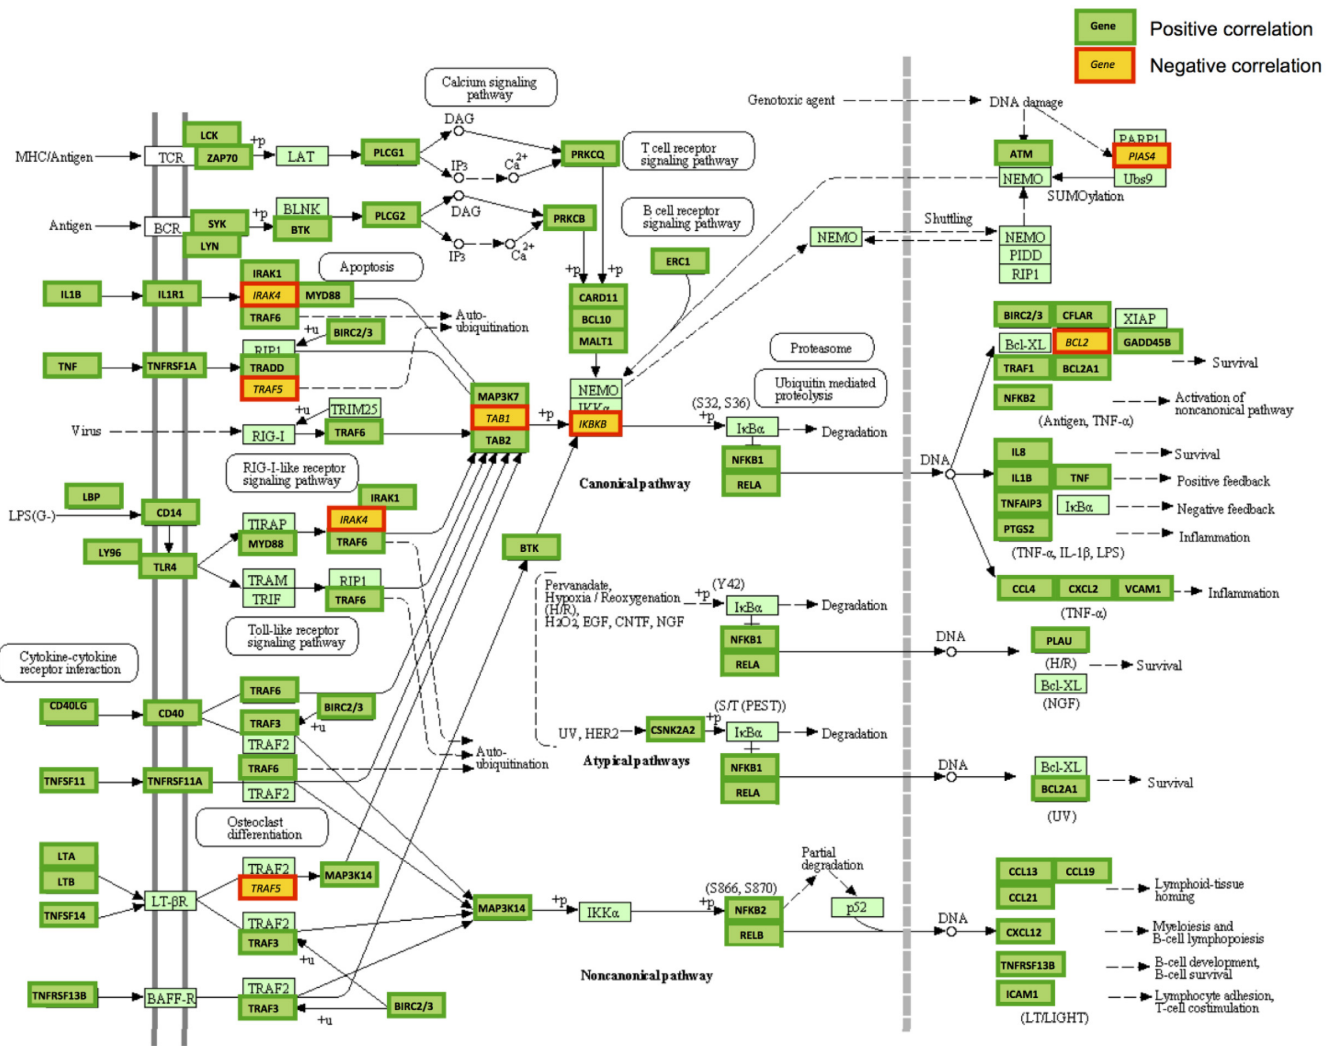 Gene Positive correlation
Gene Negative correlation
Calcium signaling
pathway
Genotoxic agent
DNA damage
DAG
LCK
+p
MHC/Antigen
TCR
ZAP70
LAT
PLCG1
IP3
Ca2+
PRKCQ
T cell receptor
signaling pathway
ATM
NEMO
PARP1
PIAS4
Ubs9
SUMOylation
Antigen
BCR
SYK
LYN
+p
BLNK
BTK
PLCG2
DAG
IP3
Ca2+
PRKCB
B cell receptor
signaling pathway
Shuttling
NEMO
NEMO
PIDD
RIP1
Apoptosis
ERC1
+p
+p
IL1B
IL1R1
IRAK1
IRAK4
MYD88
TRAF6
Auto-
ubiquitination
CARD11
BCL10
MALT1
+u
BIRC2/3
TNF
TNFRSF1A
RIP1
TRADD
TRAF5
Proteasome
Ubiquitin mediated
proteolysis
BIRC2/3
CFLAR
XIAP
Bcl-XL
BCL2
GADD45B
TRAF1
BCL2A1
Survival
NFKB2
Activation of
noncanonical pathway
(Antigen, TNF-α)
NEMO
IKKα
IKBKB
MAP3K7
TAB1
TAB2
+p
+p
(S32, S36)
IκBα
Degradation
NFKB1
RELA
Canonical pathway
Virus
+u
TRIM25
RIG-I
TRAF6
RIG-I-like receptor
signaling pathway
DNA
IL8
Survival
IL1B
TNF
Positive feedback
TNFAIP3
IκBα
Negative feedback
PTGS2
Inflammation
(TNF-α, IL-1β, LPS)
CCL4
CXCL2
VCAM1
Inflammation
(TNF-α)
LBP
LPS(G-)
CD14
LY96
TLR4
TIRAP
MYD88
IRAK1
IRAK4
TRAF6
TRAM
TRIF
RIP1
TRAF6
Toll-like receptor
signaling pathway
BTK
Pervanadate,
Hypoxia / Reoxygenation
(H/R),
H2O2, EGF, CNTF, NGF
+p
(Y42)
IκBα
Degradation
NFKB1
RELA
DNA
PLAU
(H/R)
Survival
Bcl-XL
(NGF)
Cytokine-cytokine
receptor interaction
CD40LG
CD40
TRAF6
TRAF3
TRAF2
BIRC2/3
+u
Auto-
ubiquitination
UV, HER2
CSNK2A2
+p
(S/T (PEST))
IκBα
Degradation
Atypical pathways
NFKB1
RELA
DNA
Bcl-XL
BCL2A1
Survival
(UV)
TNFSF11
TNFRSF11A
TRAF6
TRAF2
Osteoclast
differentiation
LTA
LTB
TNFSF14
LT-βR
TRAF2
TRAF5
MAP3K14
TRAF2
TRAF3
+u
MAP3K14
+p
IKKα
+p
(S866, S870)
NFKB2
RELB
Partial
degradation
p52
DNA
Noncanonical pathway
CCL13
CCL19
CCL21
Lymphoid-tissue
homing
CXCL12
Myeloiesis and
B-cell lymphopoiesis
TNFRSF13B
B-cell development,
B-cell survival
ICAM1
Lymphocyte adhesion,
T-cell costimulation
(LT/LIGHT)
TNFRSF13B
BAFF-R
TRAF2
TRAF3
+u
BIRC2/3